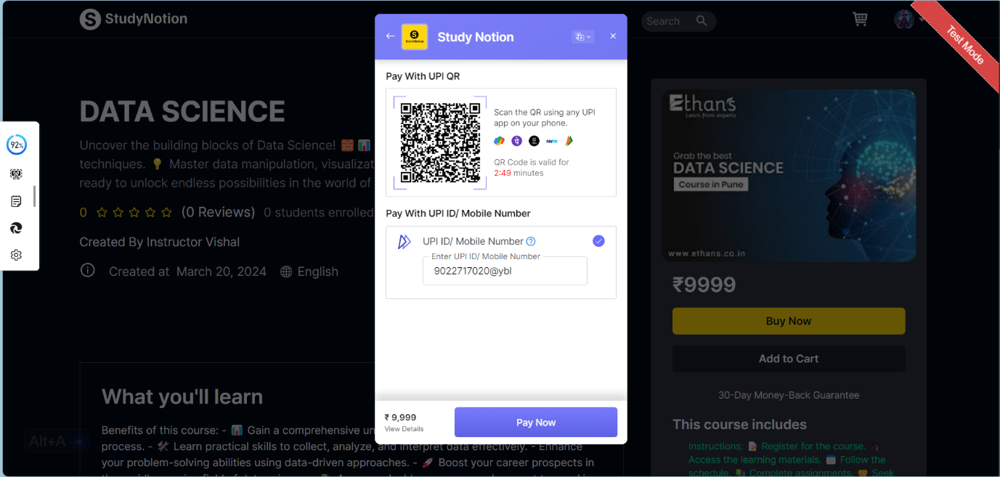 StudyNotion
Search
Test Mode
DATA SCIENCE
Uncover the building blocks of Data Science! 🧱 📊
techniques. 💡 Master data manipulation, visualizat
ready to unlock endless possibilities in the world of
0 (0 Reviews) 0 students enrolled
Created By Instructor Vishal
Created at March 20, 2024 English
92%
What you'll learn
Benefits of this course: - 📊 Gain a comprehensive un
process. - 🛠 Learn practical skills to collect, analyze, and interpret data effectively. - Enhance
your problem-solving abilities using data-driven approaches. - 🚀 Boost your career prospects in
Alt+A
Study Notion
Pay With UPI QR
Scan the QR using any UPI
app on your phone.
QR Code is valid for
2:49 minutes
Pay With UPI ID/ Mobile Number
UPI ID/ Mobile Number
Enter UPI ID/ Mobile Number
9022717020@ybl
₹ 9,999
View Details
Pay Now
Ethans
Learn from experts
Grab the best
DATA SCIENCE
Course in Pune
www.ethans.co.in
₹9999
Buy Now
Add to Cart
30-Day Money-Back Guarantee
This course includes
Instructions: 📝 Register for the course.
Access the learning materials. 📅 Follow the
schedule. 📚 Complete assignments. 🤝 Seek